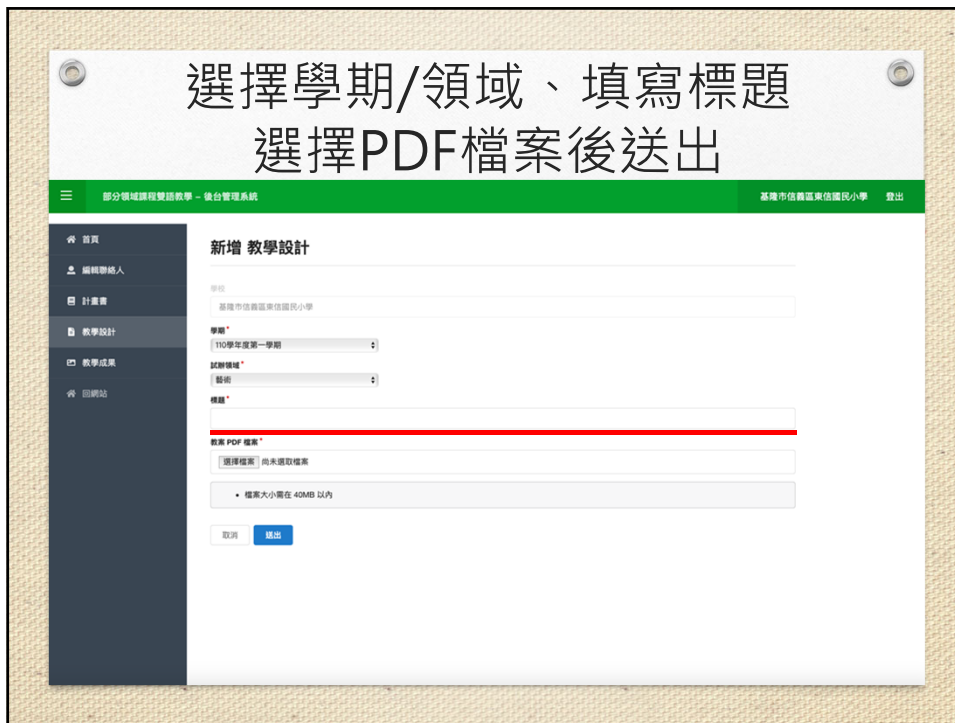 選擇學期/領域、填寫標題
選擇PDF檔案後送出
部分領域課程雙語教學 – 後台管理系統
基隆市信義區東信國民小學 登出
首頁
編輯聯絡人
計畫書
教學設計
教學成果
回網站
新增 教學設計
學校
基隆市信義區東信國民小學
學期*
110學年度第一學期
試辦領域*
藝術
標題*
教案 PDF 檔案*
選擇檔案 尚未選取檔案
• 檔案大小需在 40MB 以內
取消 送出